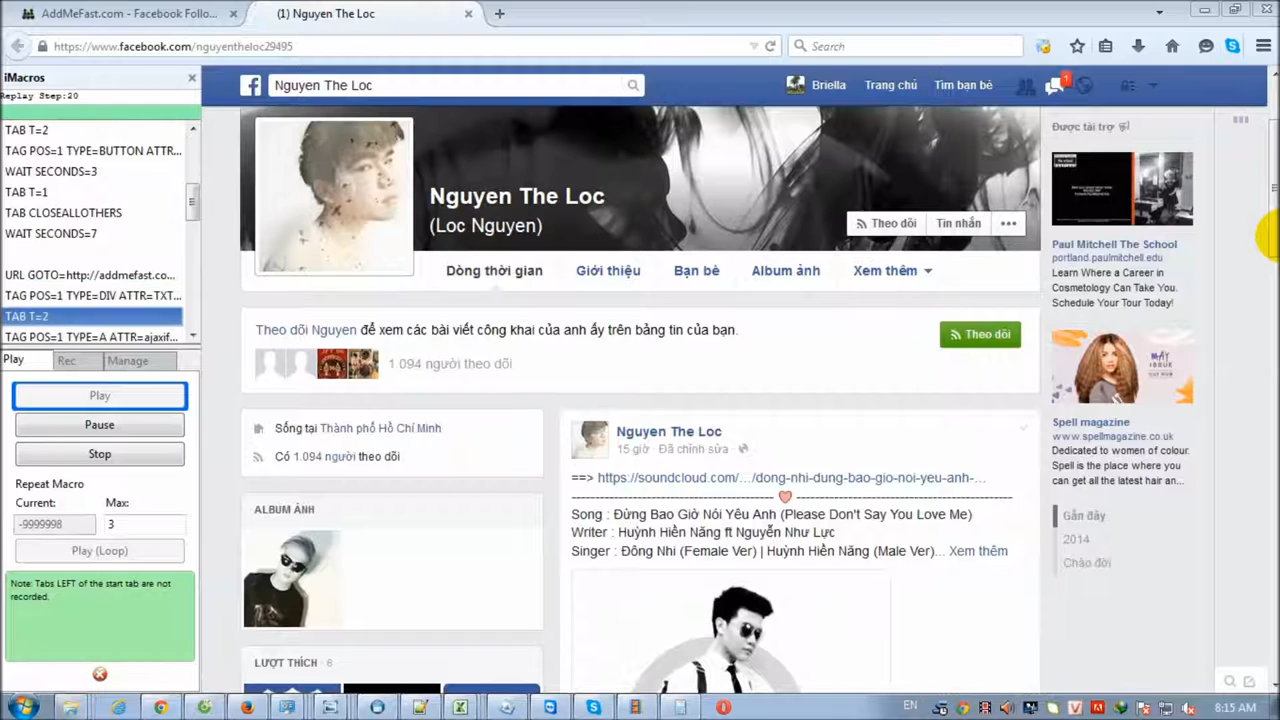 AddMeFast.com - Facebook Follo...
(1) Nguyen The Loc
https://www.facebook.com/nguyentheloc29495
Search
iMacros
Replay Step:20
TAB T=2
TAG POS=1 TYPE=BUTTON ATTR...
WAIT SECONDS=3
TAB T=1
TAB CLOSEALLOTHERS
WAIT SECONDS=7
URL GOTO=http://addmefast.co...
TAG POS=1 TYPE=DIV ATTR=TXT...
TAB T=2
TAG POS=1 TYPE=A ATTR=ajaxif...
Play
Rec
Manage
Play
Pause
Stop
Repeat Macro
Current:
Max:
-9999998
3
Play (Loop)
Note: Tabs LEFT of the start tab are not
recorded.
Nguyen The Loc
Briella
Trang chủ
Tìm bạn bè
1
Nguyen The Loc
(Loc Nguyen)
Theo dõi
Tin nhắn
Dòng thời gian
Giới thiệu
Bạn bè
Album ảnh
Xem thêm
Theo dõi Nguyen để xem các bài viết công khai của anh ấy trên bảng tin của bạn.
Theo dõi
1 094 người theo dõi
Sống tại Thành phố Hồ Chí Minh
Có 1.094 người theo dõi
ALBUM ẢNH
LƯỢT THÍCH · 6
Nguyen The Loc
15 giờ · Đã chỉnh sửa ·
==> https://soundcloud.com/…/dong-nhi-dung-bao-gio-noi-yeu-anh-...
Song : Đừng Bao Giờ Nói Yêu Anh (Please Don't Say You Love Me)
Writer : Huỳnh Hiền Năng ft Nguyễn Như Lực
Singer : Đông Nhi (Female Ver) | Huỳnh Hiền Năng (Male Ver)... Xem thêm
Được tài trợ
Paul Mitchell The School
portland.paulmitchell.edu
Learn Where a Career in
Cosmetology Can Take You.
Schedule Your Tour Today!
MAY
ISSUE
OUT NOW
Spell magazine
www.spellmagazine.co.uk
Dedicated to women of colour.
Spell is the place where you
can get all the latest hair an...
Gần đây
2014
Chào đời
EN
8:15 AM